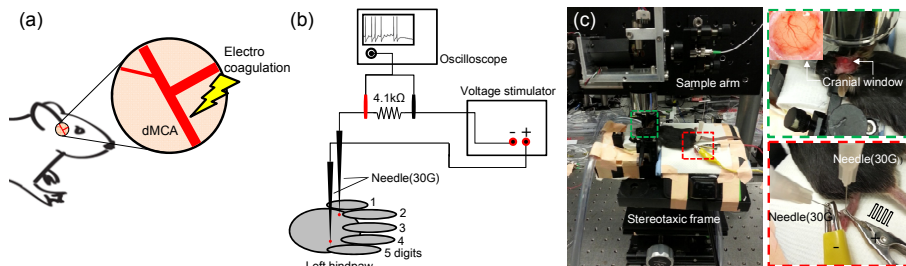 (a)
Electro
coagulation
dMCA
(b)
Oscilloscope
4.1kΩ
Voltage stimulator
- +
Needle(30G)
1
2
3
4
5 digits
Left hindpaw
(c)
Sample arm
Stereotaxic frame
Cranial window
Needle(30G)
Needle(30G
- +